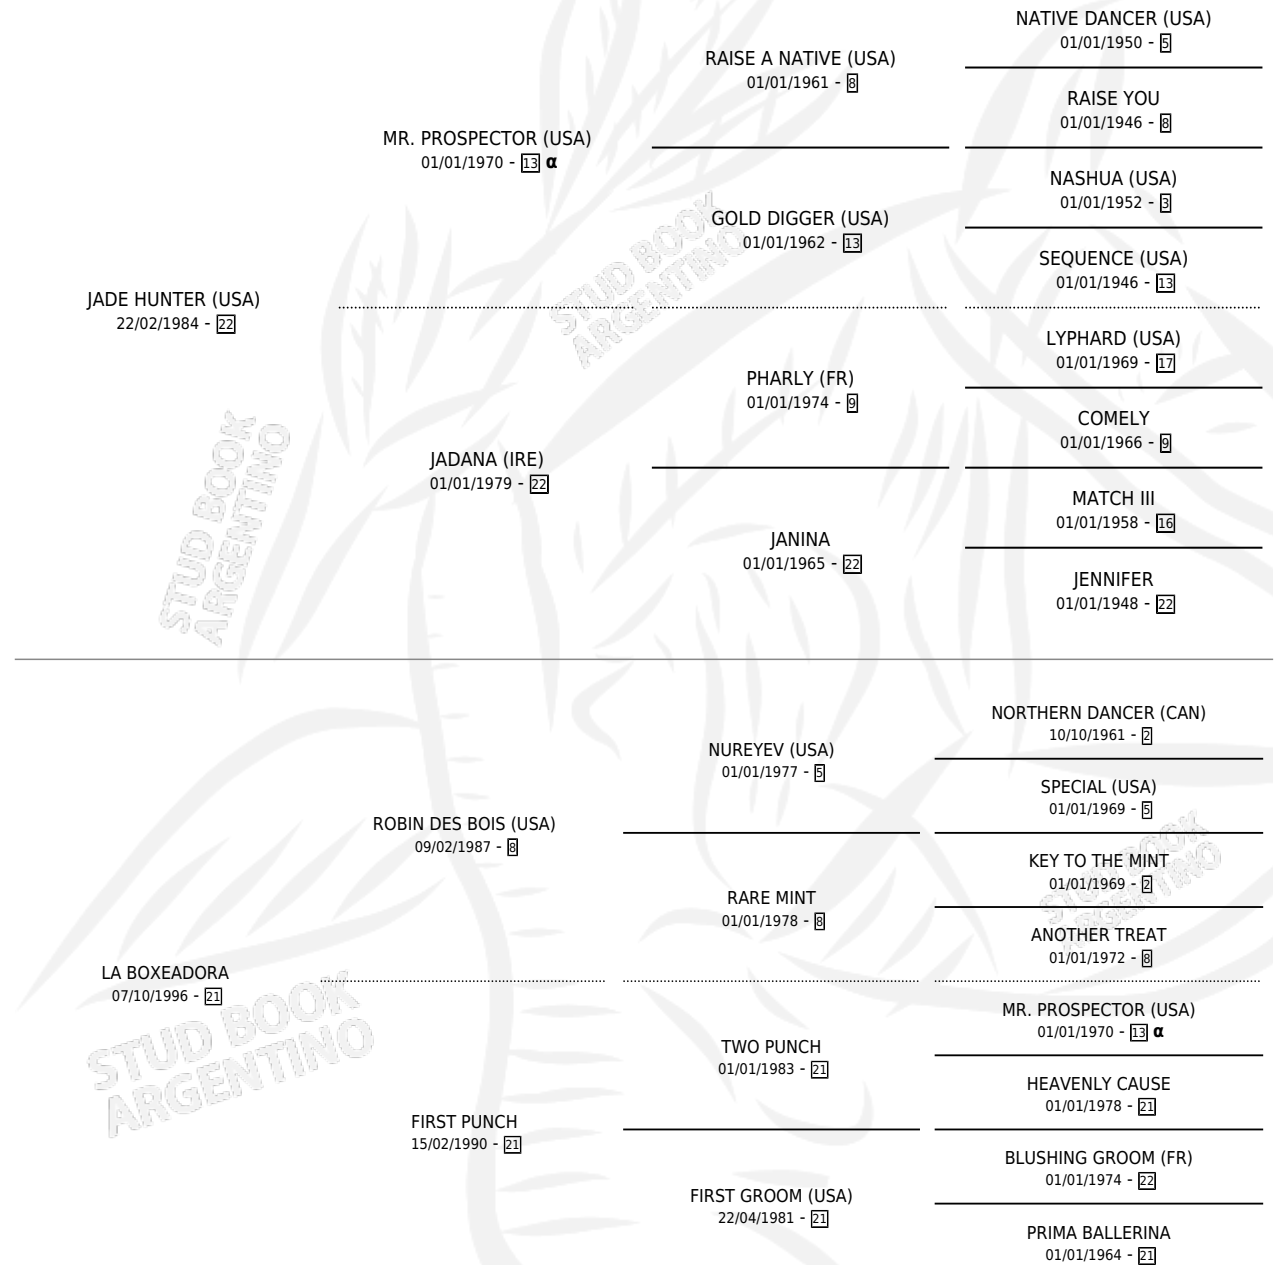 NATIVE DANCER (USA)
01/01/1950 - 5
RAISE A NATIVE (USA)
01/01/1961 - 8
RAISE YOU
01/01/1946 - 8
MR. PROSPECTOR (USA)
01/01/1970 - 13 α
NASHUA (USA)
01/01/1952 - 3
GOLD DIGGER (USA)
01/01/1962 - 13
SEQUENCE (USA)
01/01/1946 - 13
JADE HUNTER (USA)
22/02/1984 - 22
LYPHARD (USA)
01/01/1969 - 17
PHARLY (FR)
01/01/1974 - 9
COMELY
01/01/1966 - 9
JADANA (IRE)
01/01/1979 - 22
MATCH III
01/01/1958 - 16
JANINA
01/01/1965 - 22
JENNIFER
01/01/1948 - 22
NORTHERN DANCER (CAN)
10/10/1961 - 2
NUREYEV (USA)
01/01/1977 - 5
SPECIAL (USA)
01/01/1969 - 5
ROBIN DES BOIS (USA)
09/02/1987 - 8
KEY TO THE MINT
01/01/1969 - 2
RARE MINT
01/01/1978 - 8
ANOTHER TREAT
01/01/1972 - 8
LA BOXEADORA
07/10/1996 - 21
MR. PROSPECTOR (USA)
01/01/1970 - 13 α
TWO PUNCH
01/01/1983 - 21
HEAVENLY CAUSE
01/01/1978 - 21
FIRST PUNCH
15/02/1990 - 21
BLUSHING GROOM (FR)
01/01/1974 - 22
FIRST GROOM (USA)
22/04/1981 - 21
PRIMA BALLERINA
01/01/1964 - 21
STUD BOOK
ARGENTINO
STUD BOOK
ARGENTINO
STUD BOOK
ARGENTINO
STUD BOOK
ARGENTINO